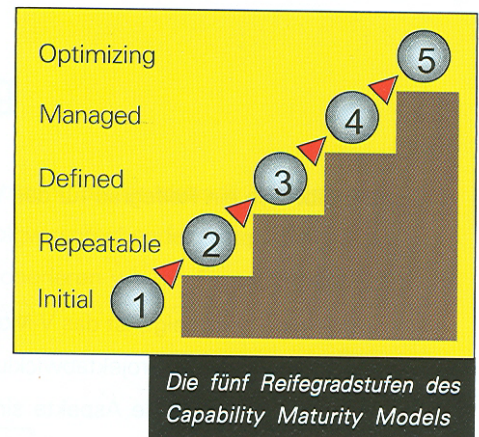 Optimizing 5
Managed 4
Defined 3
Repeatable 2
Initial 1
Die fünf Reifegradstufen des
Capability Maturity Models